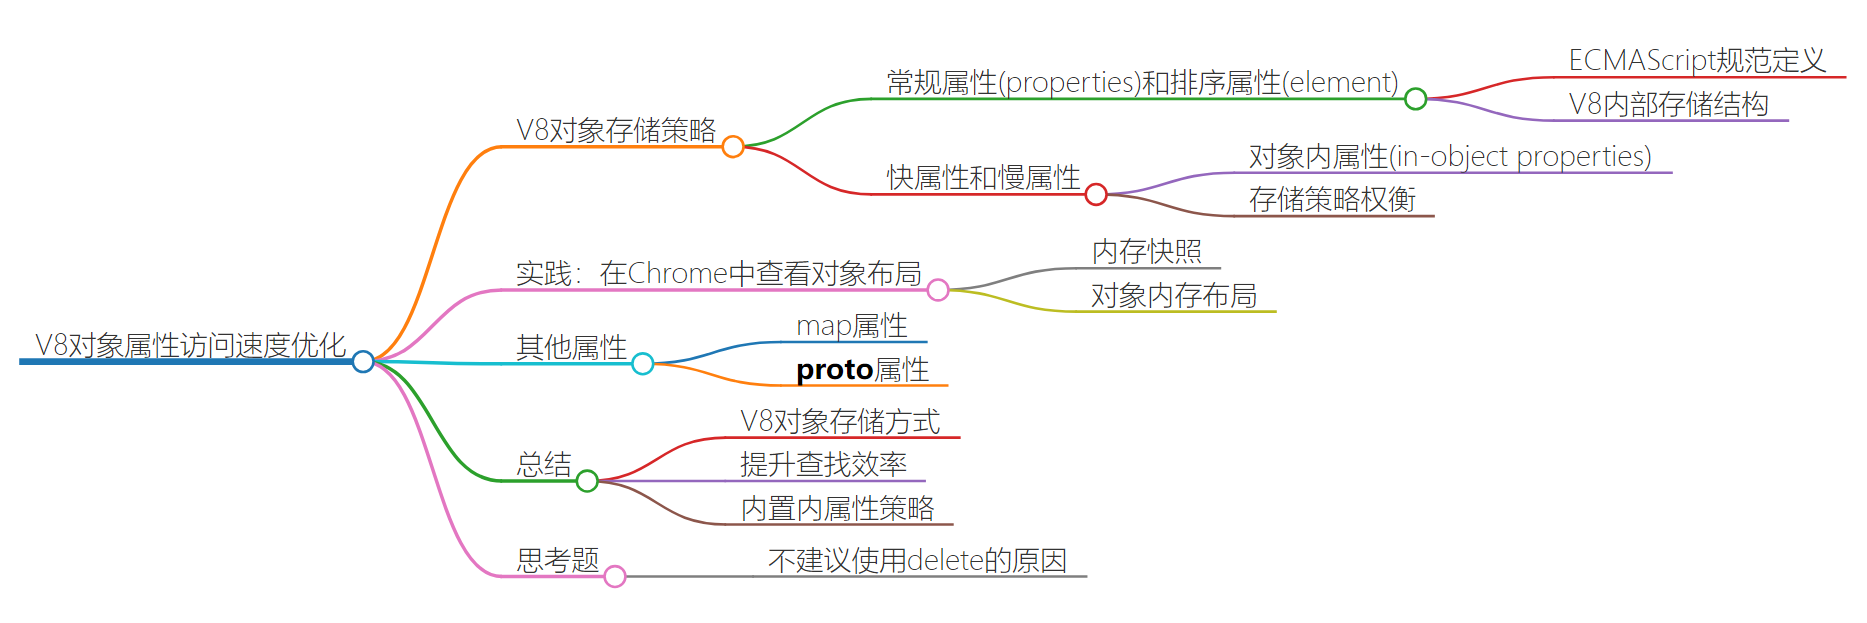 V8对象属性访问速度优化
V8对象存储策略
常规属性(properties)和排序属性(element)
ECMAScript规范定义
V8内部存储结构
快属性和慢属性
对象内属性(in-object properties)
存储策略权衡
实践：在Chrome中查看对象布局
内存快照
对象内存布局
其他属性
map属性
proto属性
总结
V8对象存储方式
提升查找效率
内置内属性策略
思考题
不建议使用delete的原因